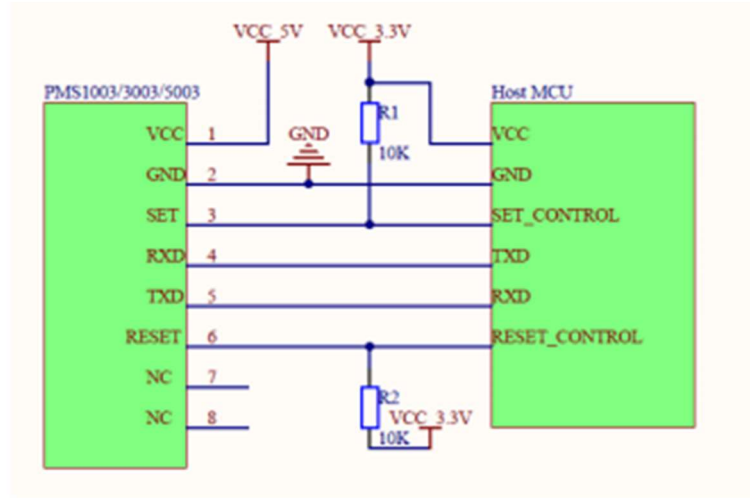 VCC_5V VCC_3.3V
PMS1003/3003/5003 Host MCU
R1
VCC 1 GND VCC
10K
GND 2 GND
SET 3 SET_CONTROL
RXD 4 TXD
TXD 5 RXD
RESET 6 RESET_CONTROL
NC 7
R2
NC 8 VCC_3.3V
10K